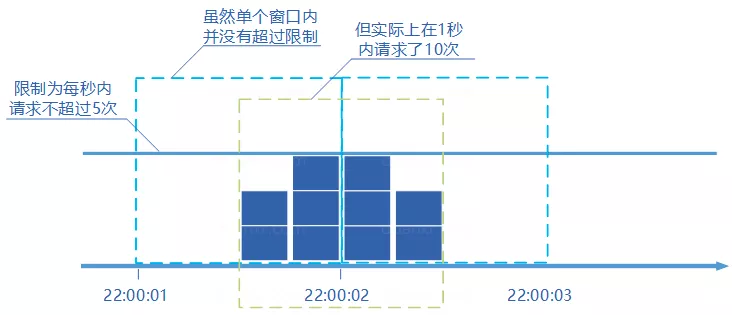 虽然单个窗口内
并没有超过限制
但实际上在1秒
内请求了10次
限制为每秒内
请求不超过5次
22:00:01
22:00:02
22:00:03